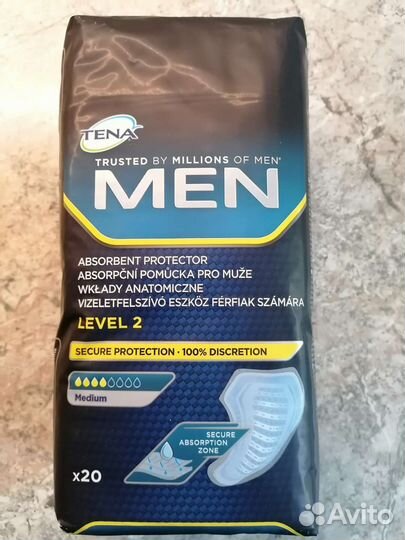 TENA
TRUSTED BY MILLIONS OF MEN*
MEN
ABSORBENT PROTECTOR
ABSORPČNÍ POMŮCKA PRO MUŽE
WKŁADY ANATOMICZNE
VIZELETFELSZÍVÓ ESZKÖZ FÉRFIAK SZÁMÁRA
LEVEL 2
SECURE PROTECTION · 100% DISCRETION
Medium
SECURE
ABSORPTION
ZONE
x20
Avito